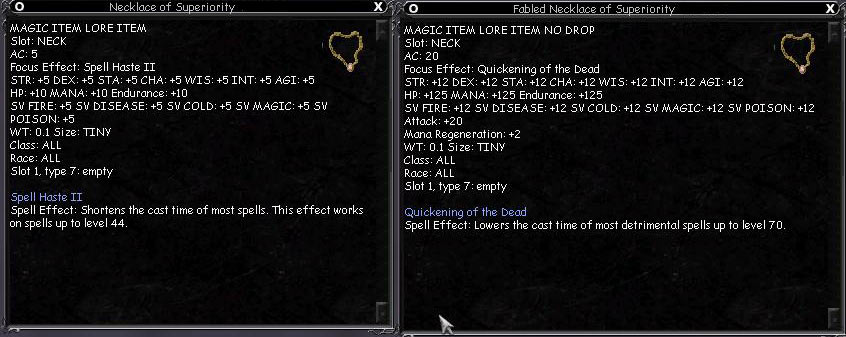 Necklace of Superiority
MAGIC ITEM LORE ITEM
Slot: NECK
AC: 5
Focus Effect: Spell Haste II
STR: +5 DEX: +5 STA: +5 CHA: +5 WIS: +5 INT: +5 AGI: +5
HP: +10 MANA: +10 Endurance: +10
SV FIRE: +5 SV DISEASE: +5 SV COLD: +5 SV MAGIC: +5 SV
POISON: +5
WT: 0.1 Size: TINY
Class: ALL
Race: ALL
Slot 1, type 7: empty
Spell Haste II
Spell Effect: Shortens the cast time of most spells. This effect works
on spells up to level 44.
Fabled Necklace of Superiority
MAGIC ITEM LORE ITEM NO DROP
Slot: NECK
AC: 20
Focus Effect: Quickening of the Dead
STR: +12 DEX: +12 STA: +12 CHA: +12 WIS: +12 INT: +12 AGI: +12
HP: +125 MANA: +125 Endurance: +125
SV FIRE: +12 SV DISEASE: +12 SV COLD: +12 SV MAGIC: +12 SV POISON: +12
Attack: +20
Mana Regeneration: +2
WT: 0.1 Size: TINY
Class: ALL
Race: ALL
Slot 1, type 7: empty
Quickening of the Dead
Spell Effect: Lowers the cast time of most detrimental spells up to level 70.